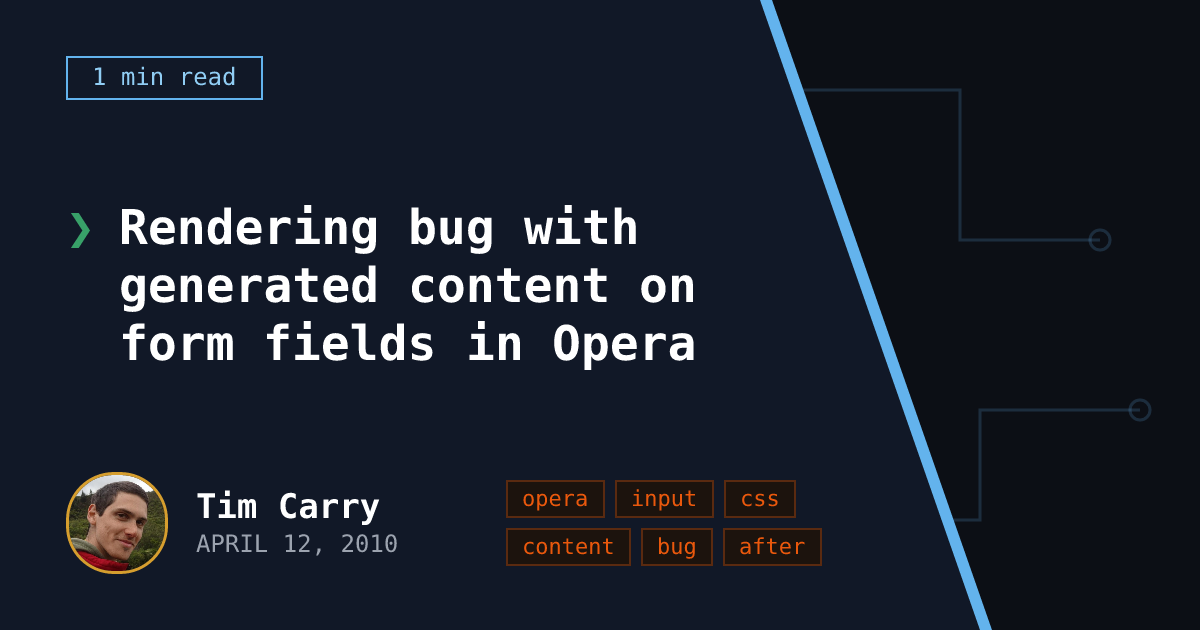 1 min read
❯ Rendering bug with
generated content on
form fields in Opera
Tim Carry
APRIL 12, 2010
opera input css
content bug after